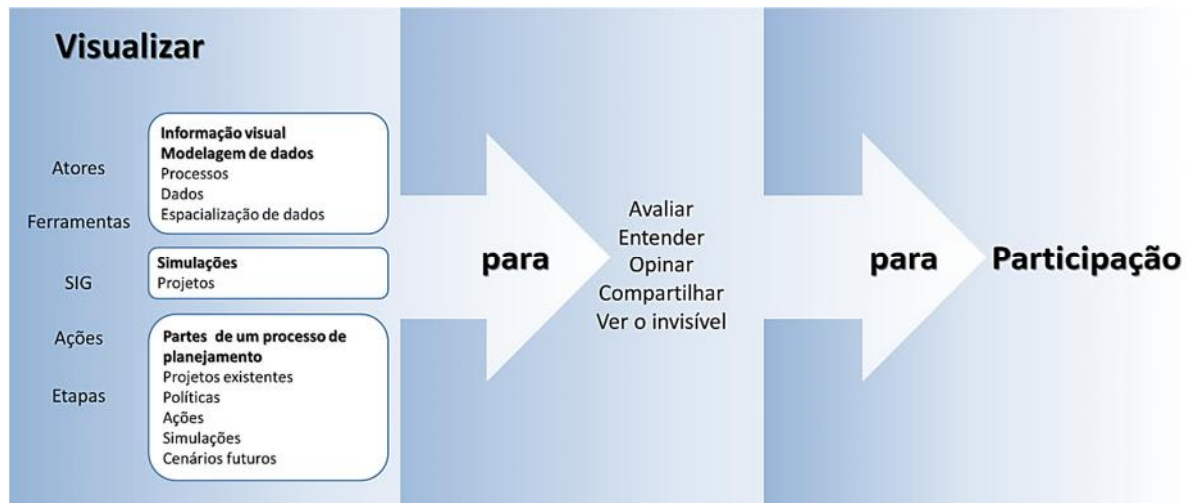 Visualizar
Atores
Ferramentas
SIG
Ações
Etapas
Informação visual
Modelagem de dados
Processos
Dados
Espacialização de dados
Simulações
Projetos
Partes de um processo de
planejamento
Projetos existentes
Políticas
Ações
Simulações
Cenários futuros
para
Avaliar
Entender
Opinar
Compartilhar
Ver o invisível
para
Participação